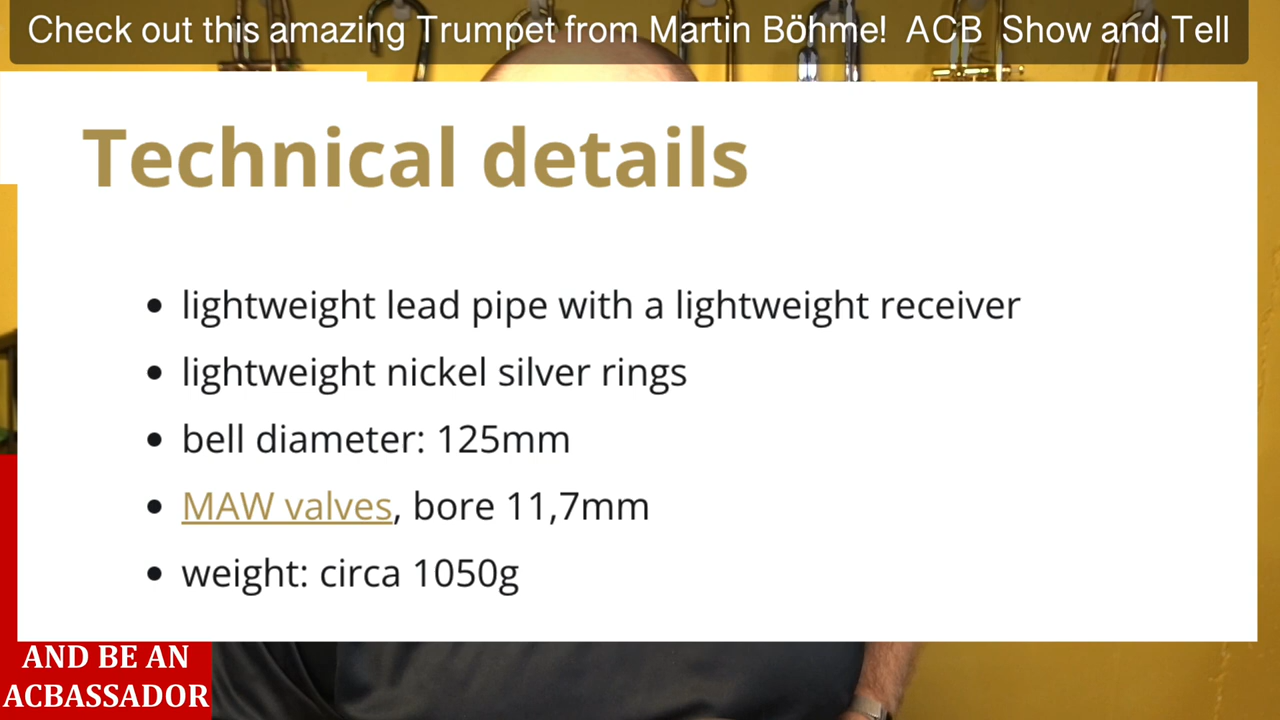 Check out this amazing Trumpet from Martin Böhme!  ACB  Show and Tell
Technical details
lightweight lead pipe with a lightweight receiver
lightweight nickel silver rings
bell diameter: 125mm
MAW valves, bore 11,7mm
weight: circa 1050g
AND BE AN
ACBASSADOR